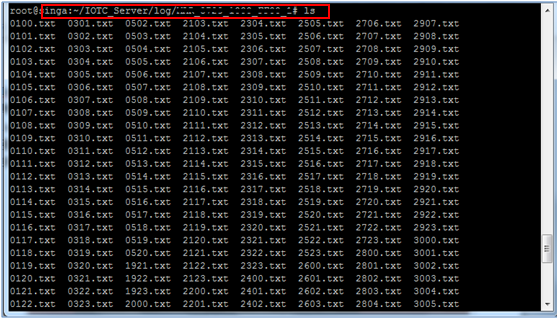 root@singa:~/IOTC_Server/log/ ls
0100.txt 0301.txt 0502.txt 2103.txt 2304.txt 2505.txt 2706.txt 2907.txt
0101.txt 0302.txt 0503.txt 2104.txt 2305.txt 2506.txt 2707.txt 2908.txt
0102.txt 0303.txt 0504.txt 2105.txt 2306.txt 2507.txt 2708.txt 2909.txt
0103.txt 0304.txt 0505.txt 2106.txt 2307.txt 2508.txt 2709.txt 2910.txt
0104.txt 0305.txt 0506.txt 2107.txt 2308.txt 2509.txt 2710.txt 2911.txt
0105.txt 0306.txt 0507.txt 2108.txt 2309.txt 2510.txt 2711.txt 2912.txt
0106.txt 0307.txt 0508.txt 2109.txt 2310.txt 2511.txt 2712.txt 2913.txt
0107.txt 0308.txt 0509.txt 2110.txt 2311.txt 2512.txt 2713.txt 2914.txt
0108.txt 0309.txt 0510.txt 2111.txt 2312.txt 2513.txt 2714.txt 2915.txt
0109.txt 0310.txt 0511.txt 2112.txt 2313.txt 2514.txt 2715.txt 2916.txt
0110.txt 0311.txt 0512.txt 2113.txt 2314.txt 2515.txt 2716.txt 2917.txt
0111.txt 0312.txt 0513.txt 2114.txt 2315.txt 2516.txt 2717.txt 2918.txt
0112.txt 0313.txt 0514.txt 2115.txt 2316.txt 2517.txt 2718.txt 2919.txt
0113.txt 0314.txt 0515.txt 2116.txt 2317.txt 2518.txt 2719.txt 2920.txt
0114.txt 0315.txt 0516.txt 2117.txt 2318.txt 2519.txt 2720.txt 2921.txt
0115.txt 0316.txt 0517.txt 2118.txt 2319.txt 2520.txt 2721.txt 2922.txt
0116.txt 0317.txt 0518.txt 2119.txt 2320.txt 2521.txt 2722.txt 2923.txt
0117.txt 0318.txt 0519.txt 2120.txt 2321.txt 2522.txt 2723.txt 3000.txt
0118.txt 0319.txt 0520.txt 2121.txt 2322.txt 2523.txt 2800.txt 3001.txt
0119.txt 0320.txt 1921.txt 2122.txt 2323.txt 2600.txt 2801.txt 3002.txt
0120.txt 0321.txt 1922.txt 2123.txt 2400.txt 2601.txt 2802.txt 3003.txt
0121.txt 0322.txt 1923.txt 2200.txt 2401.txt 2602.txt 2803.txt 3004.txt
0122.txt 0323.txt 2000.txt 2201.txt 2402.txt 2603.txt 2804.txt 3005.txt